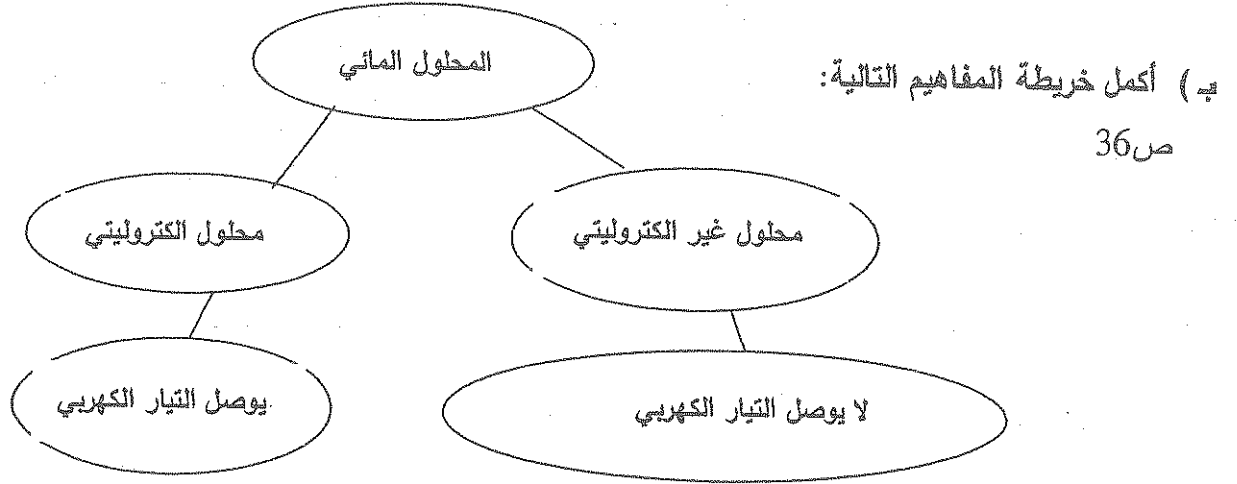 بـ ) أكمل خريطة المفاهيم التالية:
ص36
المحلول المائي
محلول غير الكتروليتي
محلول الكتروليتي
لا يوصل التيار الكهربي
يوصل التيار الكهربي